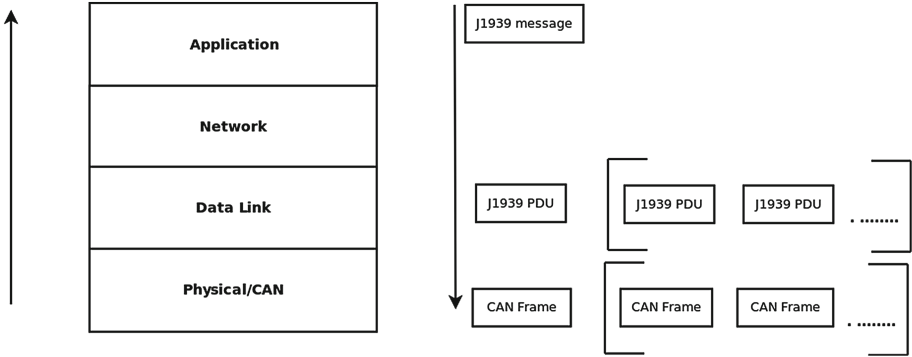 Application
Network
Data Link
Physical/CAN
J1939 message
J1939 PDU
J1939 PDU
J1939 PDU
. ........
CAN Frame
CAN Frame
CAN Frame
. ........